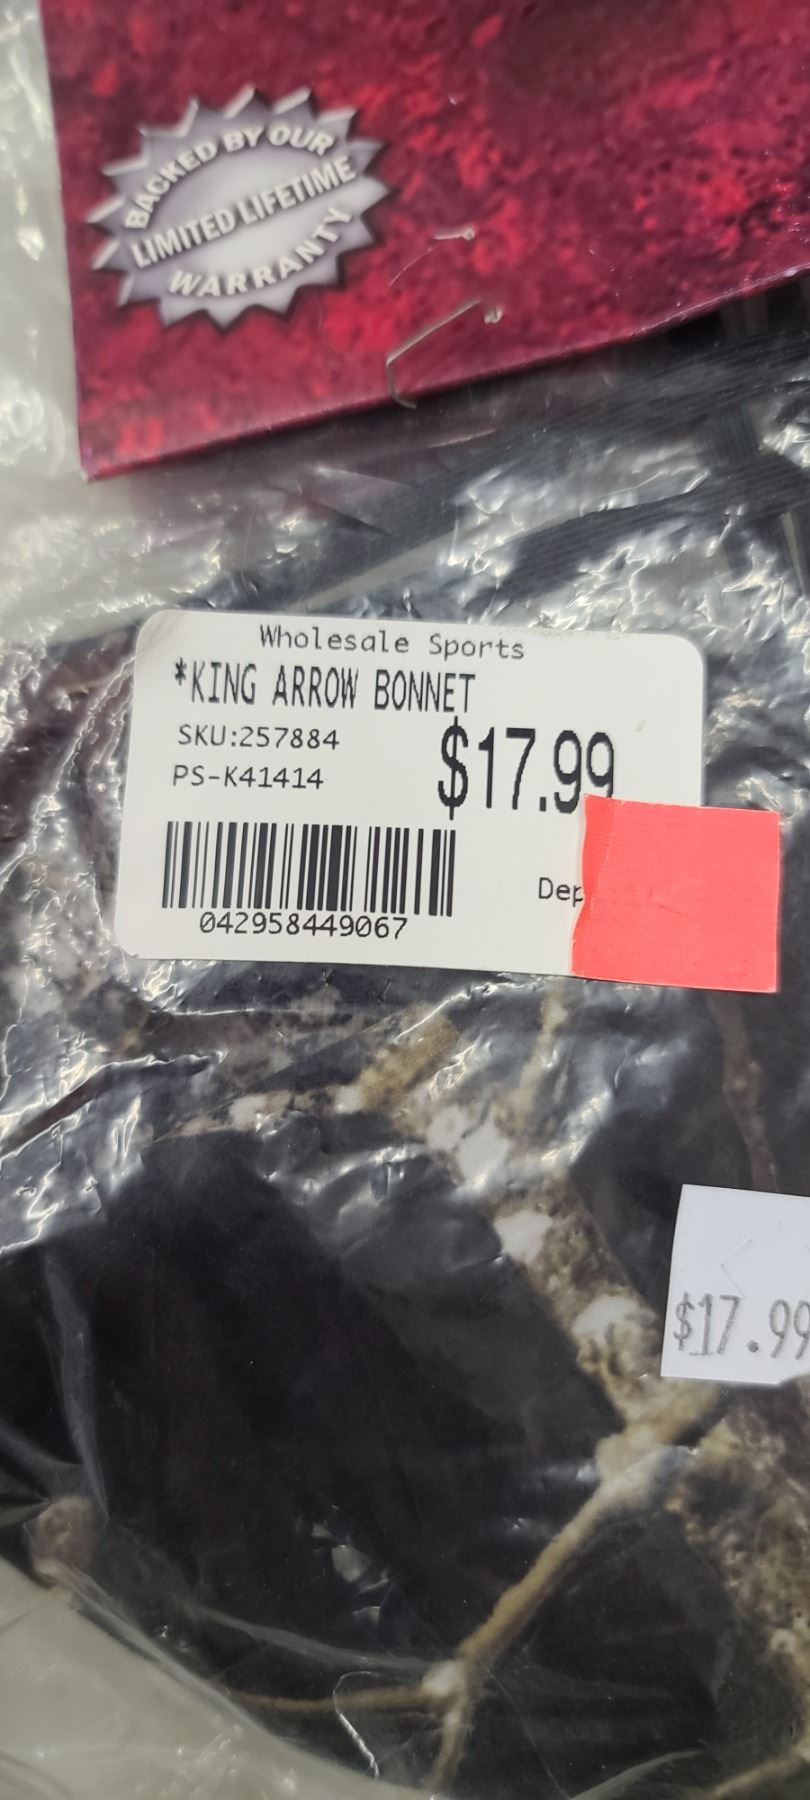 BACKED BY OUR
LIMITED LIFETIME
WARRANTY
Wholesale Sports
*KING ARROW BONNET
SKU:257884
$17.99
PS-K41414
Dep
042958449067
$17.99